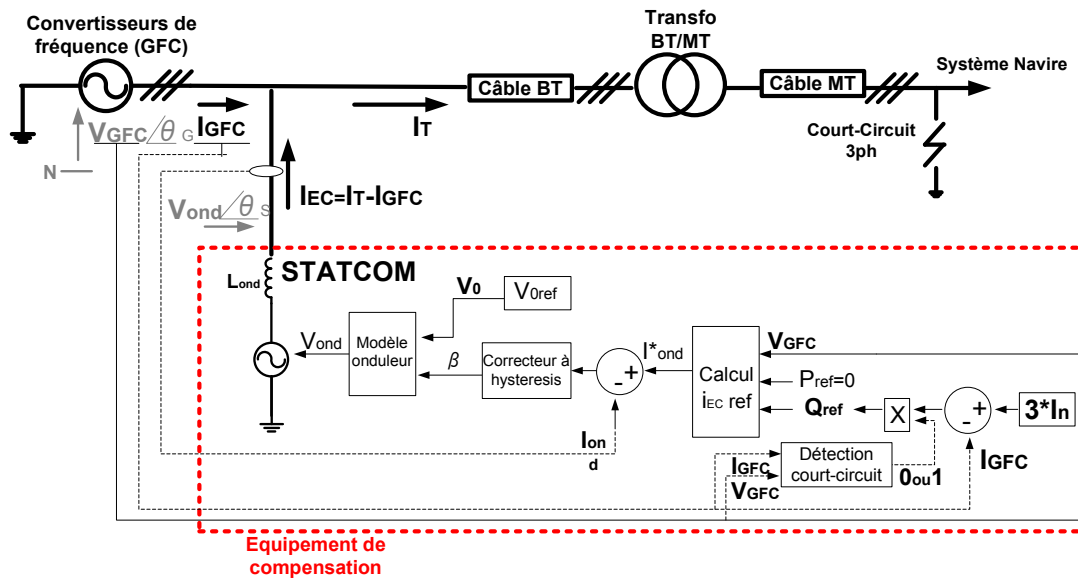 Convertisseurs de
fréquence (GFC)
Transfo
BT/MT
Câble BT
Câble MT
Système Navire
IGFC
IT
VGFC/θG
Court-Circuit
3ph
N
IEC=IT-IGFC
Vond/θS
STATCOM
Lond
V0
V0ref
Vond
Modèle
onduleur
β
Correcteur à
hysteresis
- +
I*ond
Calcul
iEC ref
VGFC
Pref=0
Qref
X
- +
3*In
IGFC
Ion
d
IGFC
VGFC
Détection
court-circuit
0ou1
Equipement de
compensation